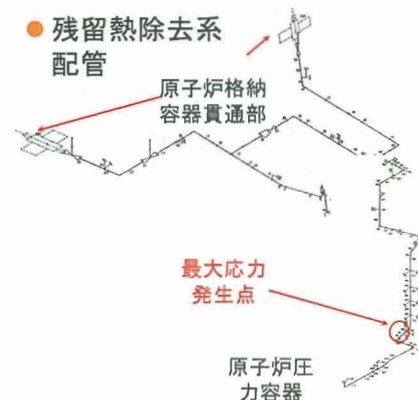 ● 残留熱除去系
配管
原子炉格納
容器貫通部
最大応力
発生点
原子炉圧
力容器